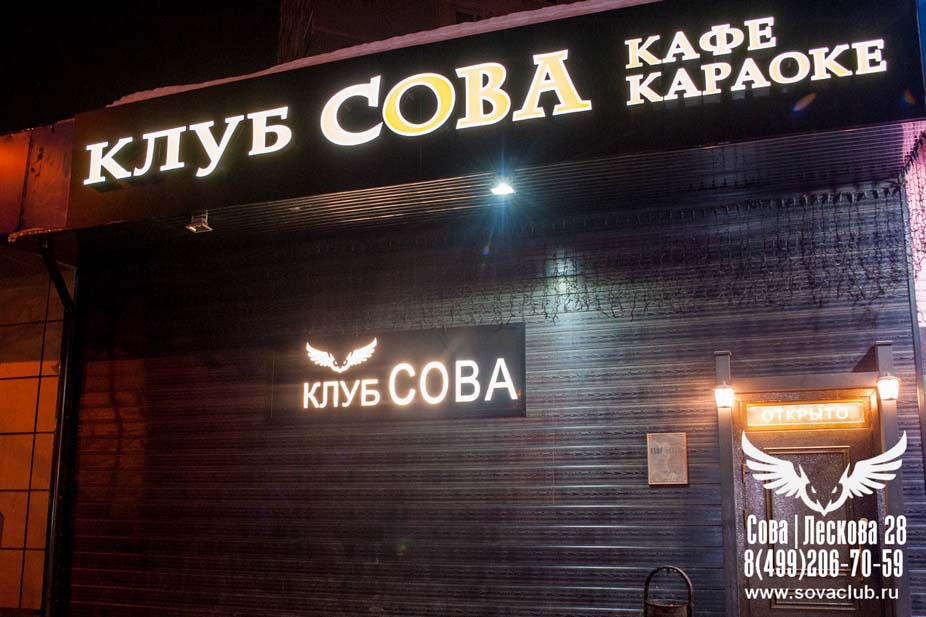 КЛУБ СОВА КАФЕ КАРАОКЕ
КЛУБ СОВА
ОТКРЫТО
Сова | Лескова 28
8(499)206-70-59
www.sovaclub.ru